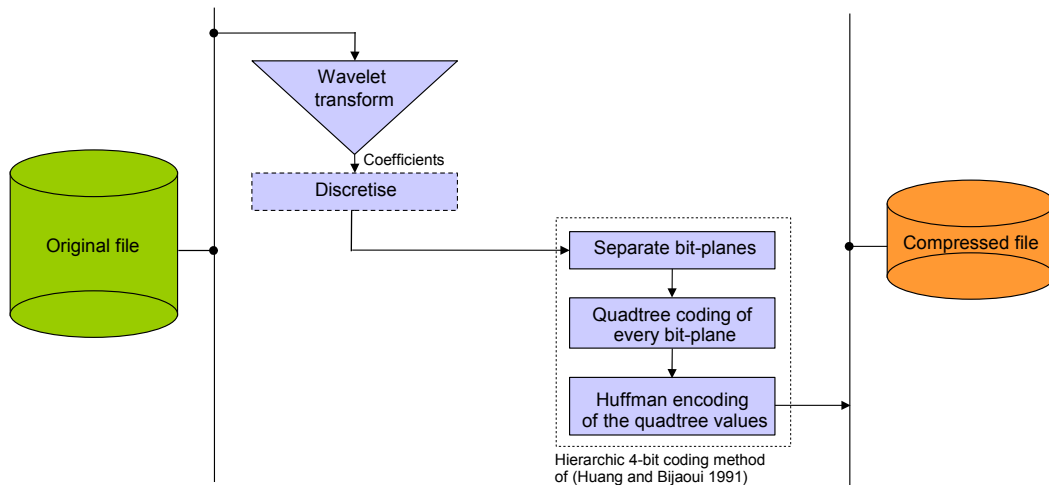 Wavelet
transform
Coefficients
Discretise
Original file
Separate bit-planes
Quadtree coding of
every bit-plane
Huffman encoding
of the quadtree values
Hierarchic 4-bit coding method
of (Huang and Bijaoui 1991)
Compressed file